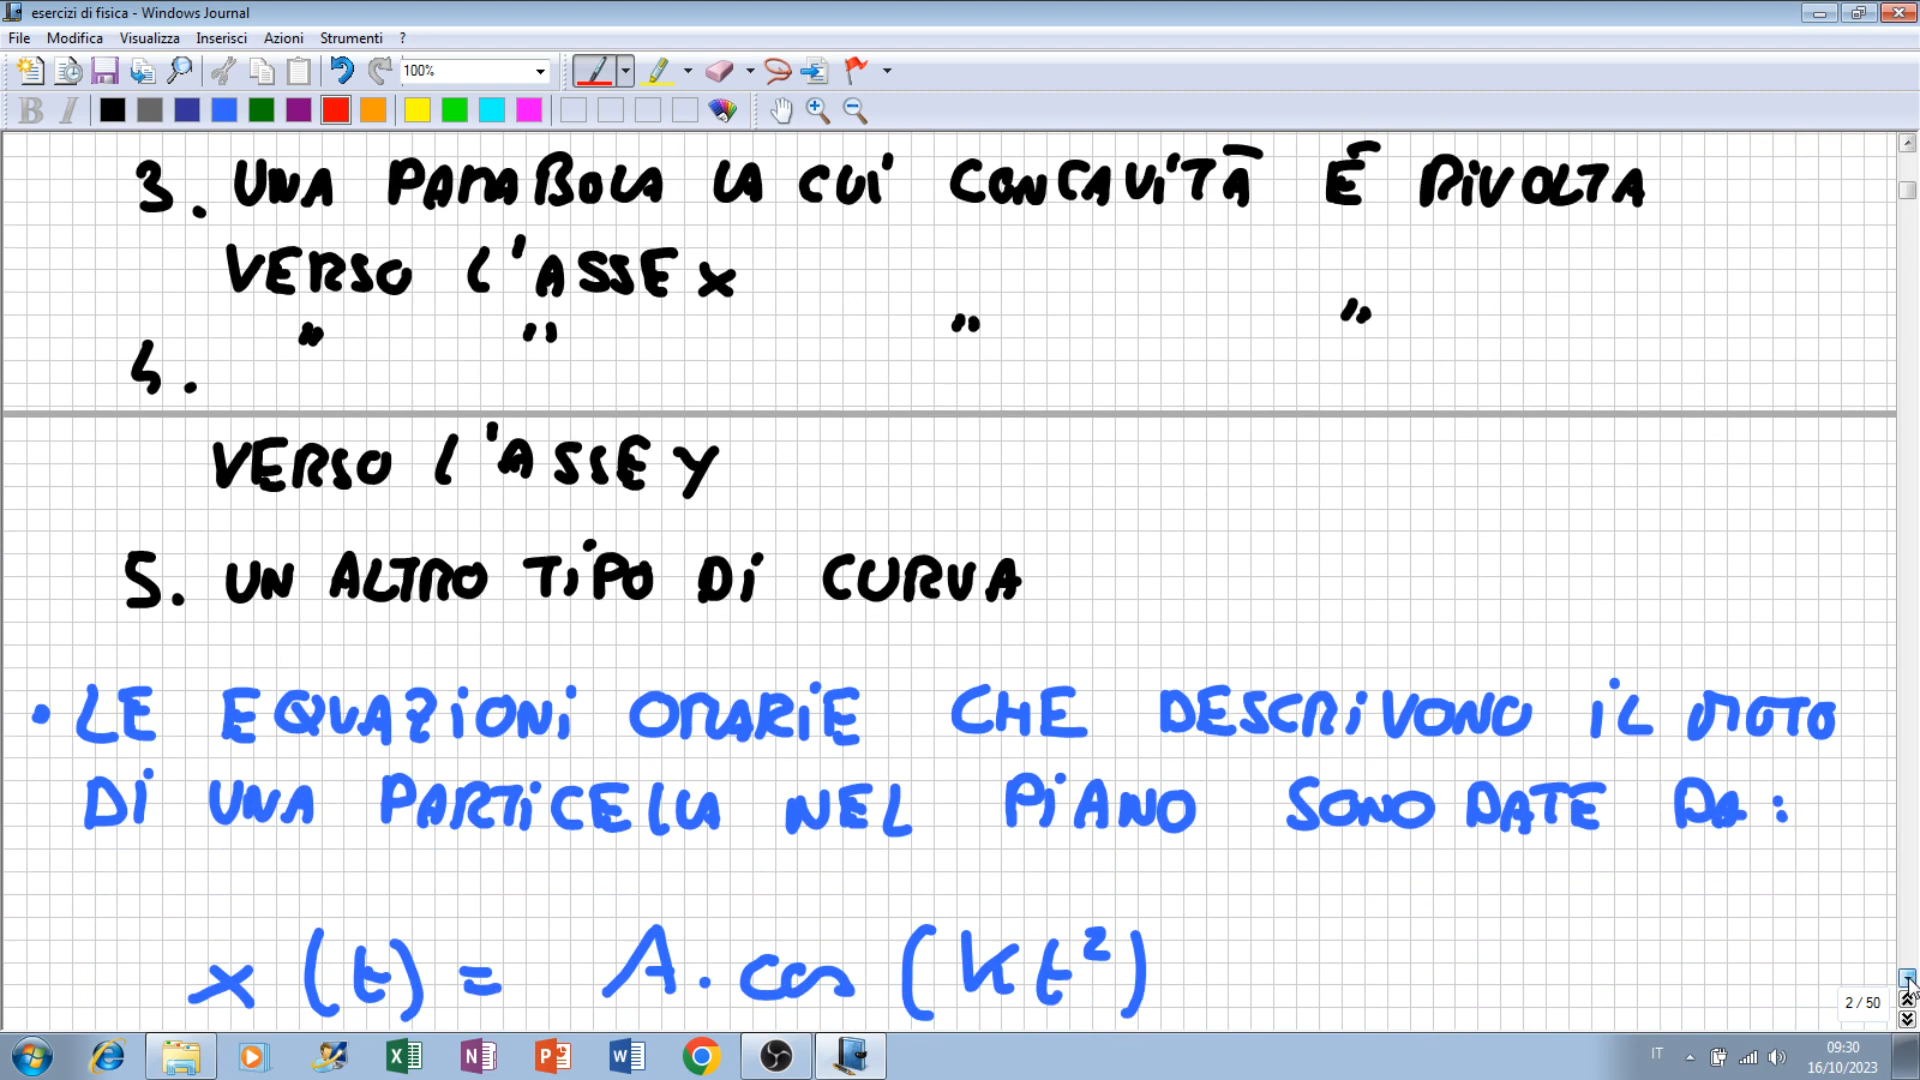 esercizi di fisica - Windows Journal
File Modifica Visualizza Inserisci Azioni Strumenti ?
100%
B I
3. UNA PARABOLA LA CUI CONCAVITÀ É RIVOLTA
VERSO L'ASSE x
4. " " " "
VERSO L'ASSE y
5. UN ALTRO TIPO DI CURVA
• LE EQUAZIONI ORARIE CHE DESCRIVONO IL MOTO
DI UNA PARTICELLA NEL PIANO SONO DATE DA:
x(t) = A.cos(Kt²)
2 / 50
IT
09:30
16/10/2023